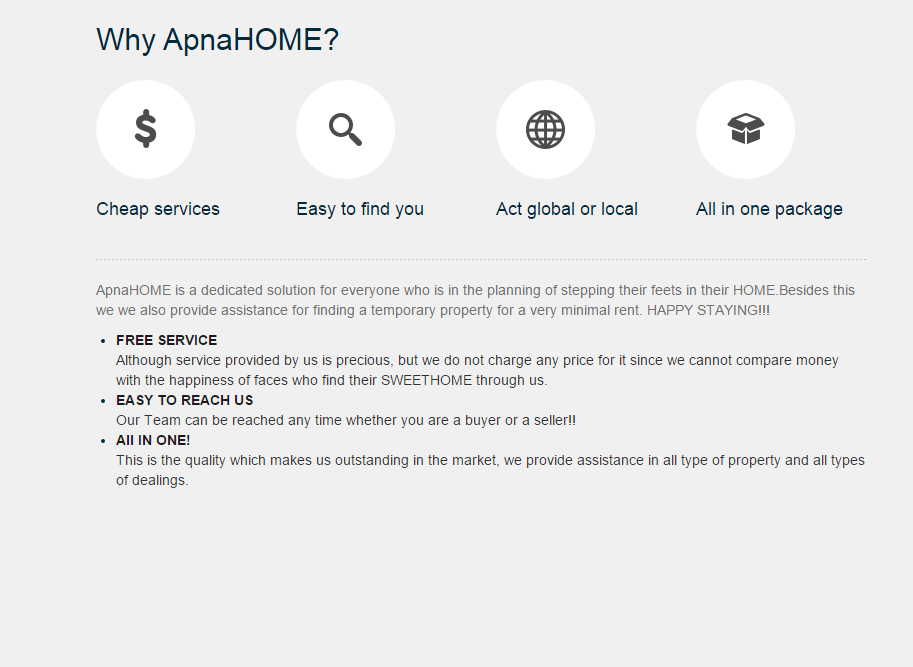 Why ApnaHOME?
Cheap services
Easy to find you
Act global or local
All in one package
ApnaHOME is a dedicated solution for everyone who is in the planning of stepping their feets in their HOME.Besides this
we we also provide assistance for finding a temporary property for a very minimal rent. HAPPY STAYING!!!
• FREE SERVICE
Although service provided by us is precious, but we do not charge any price for it since we cannot compare money
with the happiness of faces who find their SWEETHOME through us.
• EASY TO REACH US
Our Team can be reached any time whether you are a buyer or a seller!!
• All IN ONE!
This is the quality which makes us outstanding in the market, we provide assistance in all type of property and all types
of dealings.